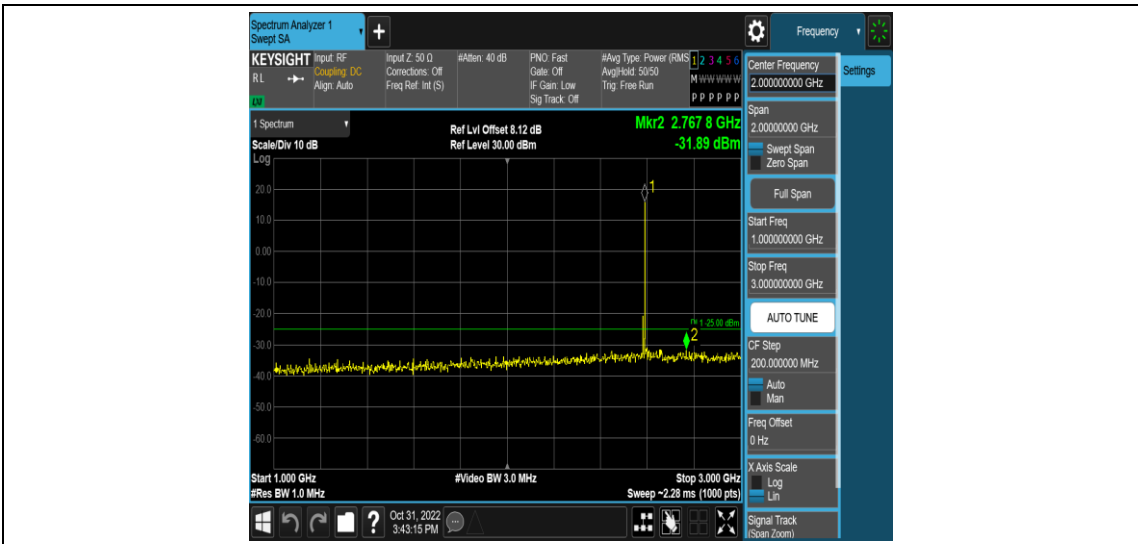 Spectrum Analyzer 1
Swept SA
+
Frequency
KEYSIGHT
RL
LXI
Input: RF
Coupling: DC
Align: Auto
Input Z: 50 Ω
Corrections: Off
Freq Ref: Int (S)
#Atten: 40 dB
PNO: Fast
Gate: Off
IF Gain: Low
Sig Track: Off
#Avg Type: Power (RMS
Avg|Hold: 50/50
Trig: Free Run
1 2 3 4 5 6
M W W W W W
P P P P P P
1 Spectrum
Scale/Div 10 dB
Log
Ref Lvl Offset 8.12 dB
Ref Level 30.00 dBm
Mkr2 2.767 8 GHz
-31.89 dBm
20.0
10.0
0.00
-10.0
-20.0
-30.0
-40.0
-50.0
-60.0
1
2
1 -25.00 dBm
Start 1.000 GHz
#Res BW 1.0 MHz
#Video BW 3.0 MHz
Stop 3.000 GHz
Sweep ~2.28 ms (1000 pts)
?
Oct 31, 2022
3:43:15 PM
Center Frequency
2.000000000 GHz
Settings
Span
2.00000000 GHz
Swept Span
Zero Span
Full Span
Start Freq
1.000000000 GHz
Stop Freq
3.000000000 GHz
AUTO TUNE
CF Step
200.000000 MHz
Auto
Man
Freq Offset
0 Hz
X Axis Scale
Log
Lin
Signal Track
(Span Zoom)